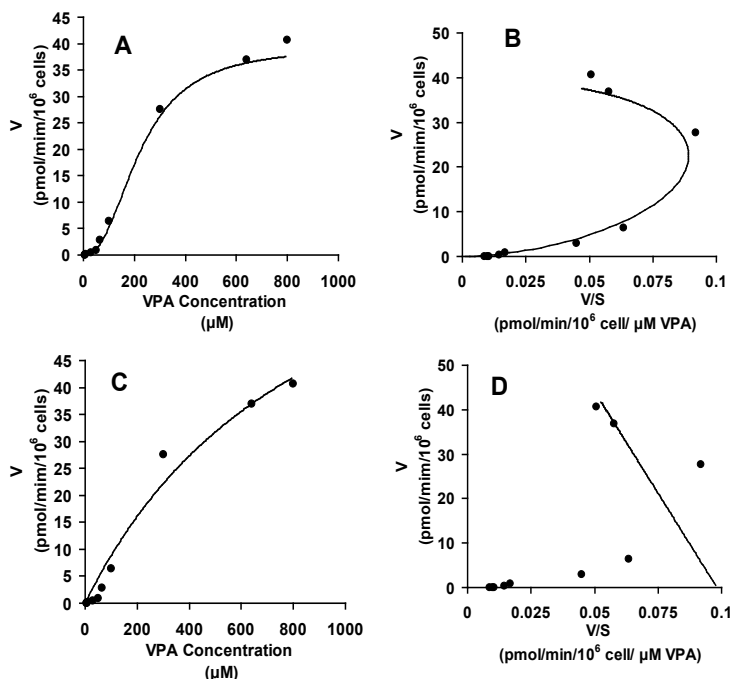 A
45
40
35
30
25
20
15
10
5
0
V
(pmol/mim/10⁶ cells)
0 200 400 600 800 1000
VPA Concentration
(µM)
B
50
40
30
20
10
0
V
(pmol/mim/10⁶ cells)
0 0.025 0.05 0.075 0.1
V/S
(pmol/min/10⁶ cell/ µM VPA)
C
45
40
35
30
25
20
15
10
5
0
V
(pmol/mim/10⁶ cells)
0 200 400 600 800 1000
VPA Concentration
(µM)
D
50
40
30
20
10
0
V
(pmol/mim/10⁶ cells)
0 0.025 0.05 0.075 0.1
V/S
(pmol/min/10⁶ cell/ µM VPA)